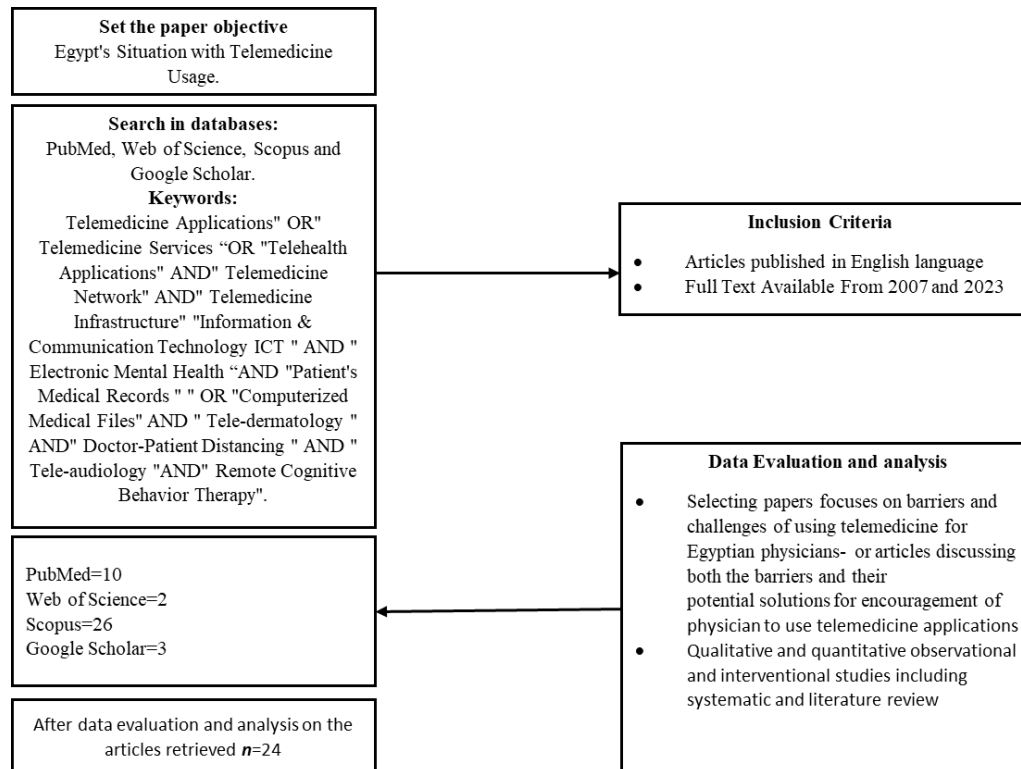 Set the paper objective
Egypt's Situation with Telemedicine
Usage.
Search in databases:
PubMed, Web of Science, Scopus and
Google Scholar.
Keywords:
Telemedicine Applications" OR"
Telemedicine Services “OR "Telehealth
Applications" AND" Telemedicine
Network" AND" Telemedicine
Infrastructure" "Information &
Communication Technology ICT " AND "
Electronic Mental Health “AND "Patient's
Medical Records " " OR "Computerized
Medical Files" AND " Tele-dermatology "
AND" Doctor-Patient Distancing " AND "
Tele-audiology "AND" Remote Cognitive
Behavior Therapy".
Inclusion Criteria
• Articles published in English language
• Full Text Available From 2007 and 2023
Data Evaluation and analysis
• Selecting papers focuses on barriers and
challenges of using telemedicine for
Egyptian physicians- or articles discussing
both the barriers and their
potential solutions for encouragement of
physician to use telemedicine applications
• Qualitative and quantitative observational
and interventional studies including
systematic and literature review
PubMed=10
Web of Science=2
Scopus=26
Google Scholar=3
After data evaluation and analysis on the
articles retrieved n=24